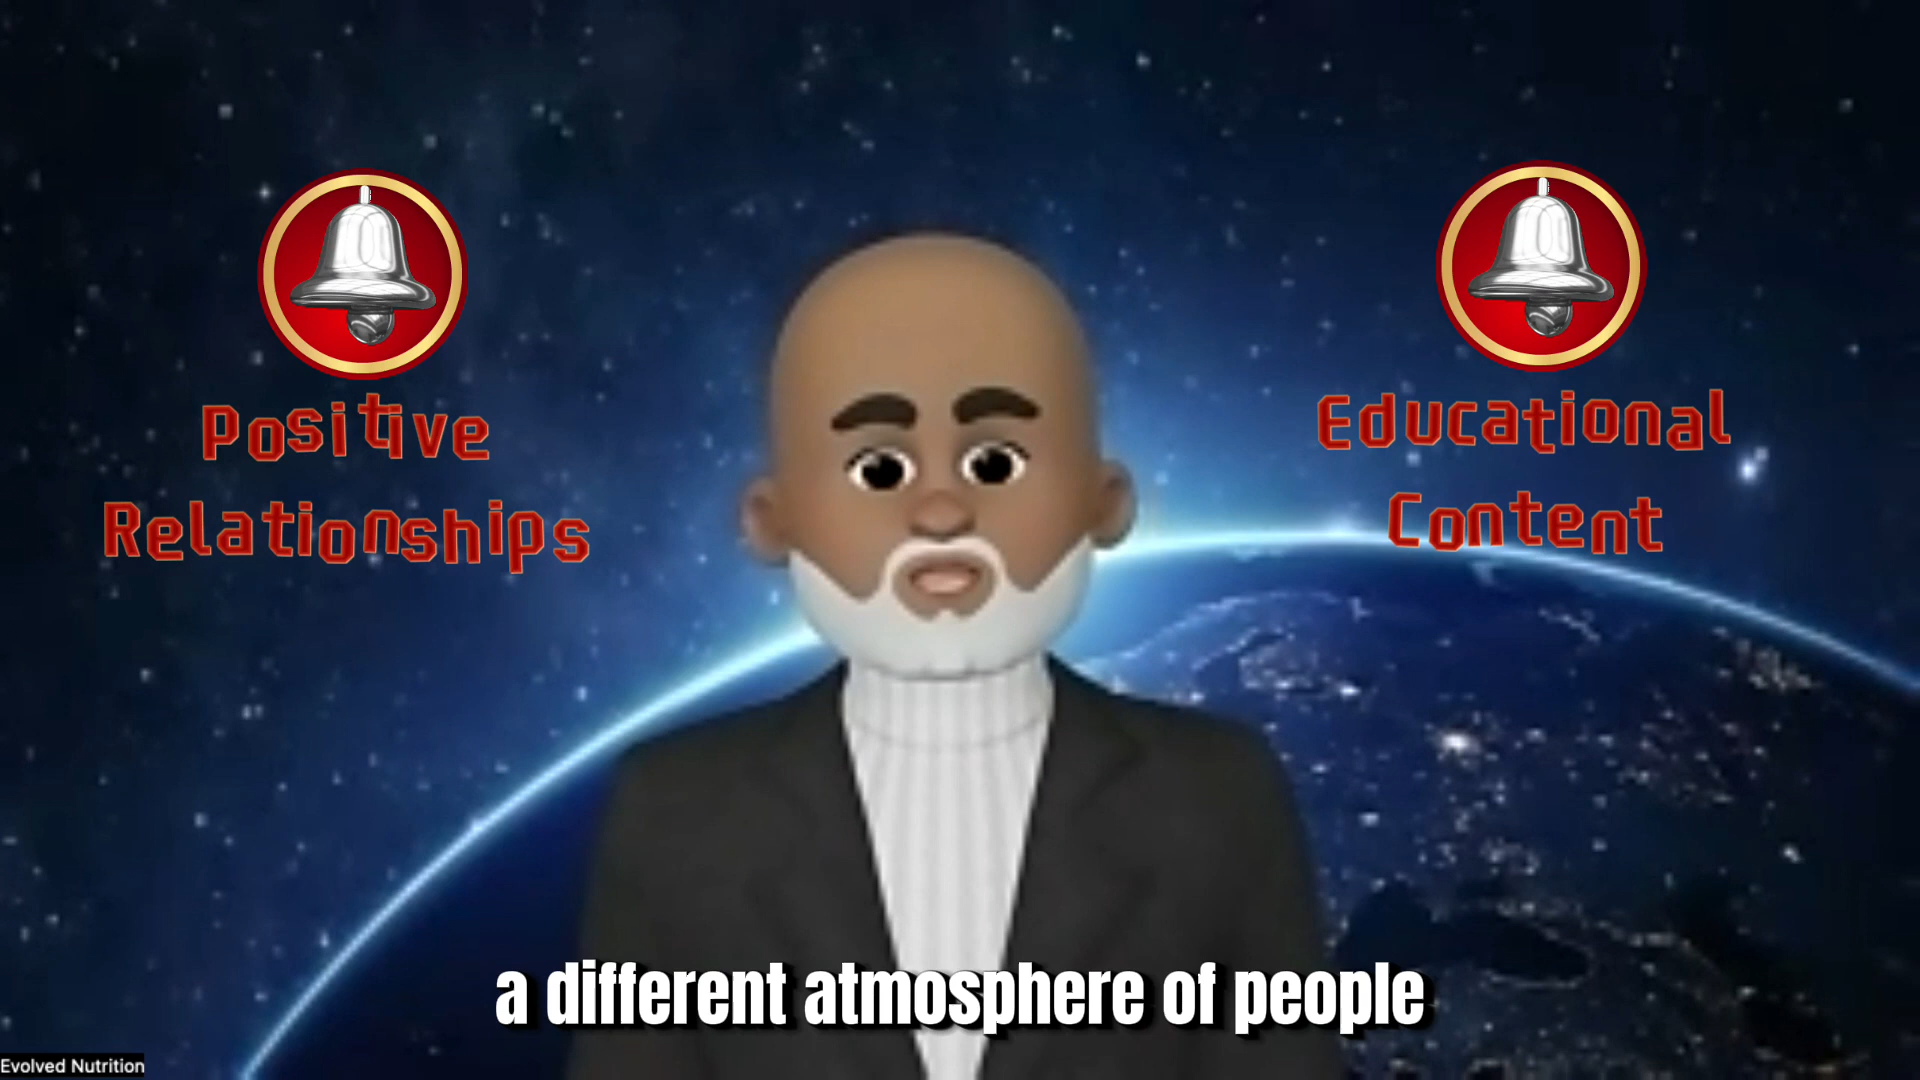 Positive
Relationships
Educational
Content
a different atmosphere of people
Evolved Nutrition